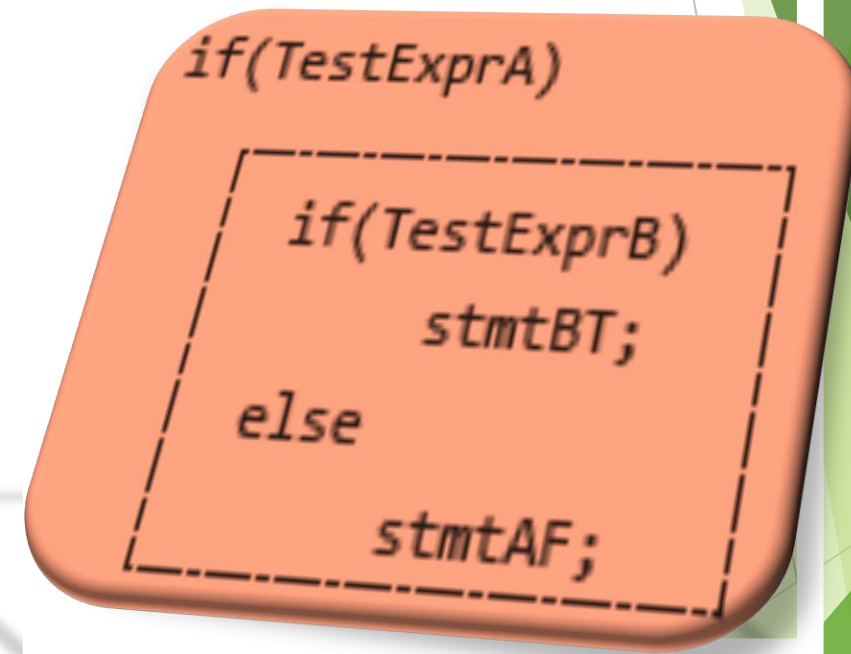 if(TestExprA)
if(TestExprB)
stmtBT;
else
stmtAF;